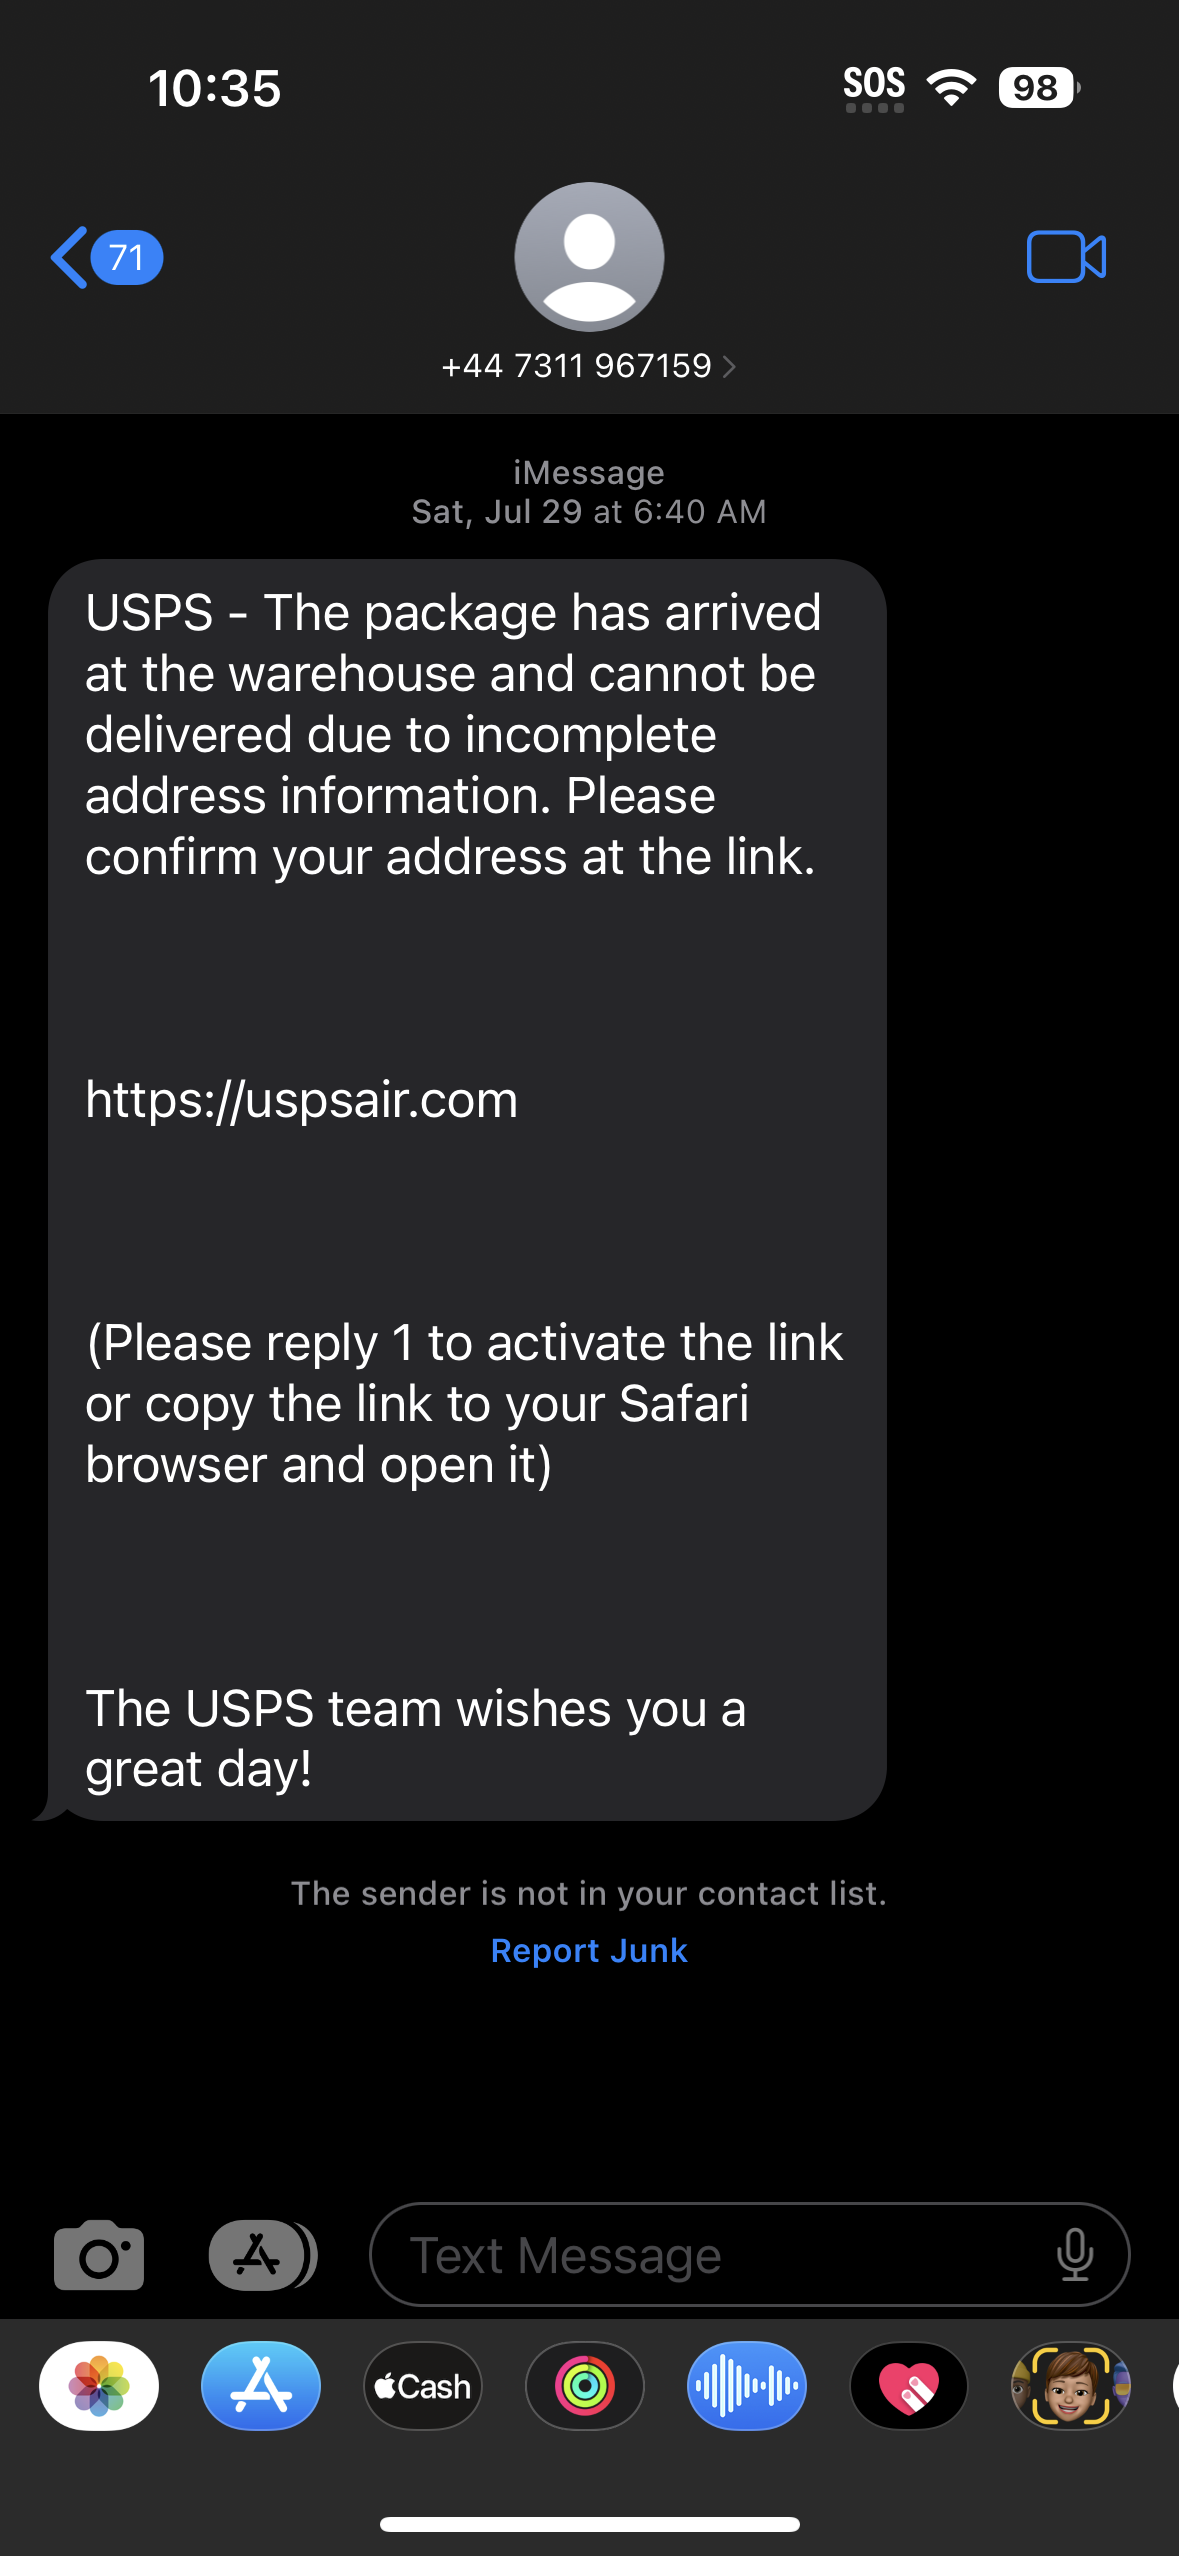 10:35
SOS
98
71
+44 7311 967159
iMessage
Sat, Jul 29 at 6:40 AM
USPS - The package has arrived
at the warehouse and cannot be
delivered due to incomplete
address information. Please
confirm your address at the link.
https://uspsair.com
(Please reply 1 to activate the link
or copy the link to your Safari
browser and open it)
The USPS team wishes you a
great day!
The sender is not in your contact list.
Report Junk
Text Message
Cash